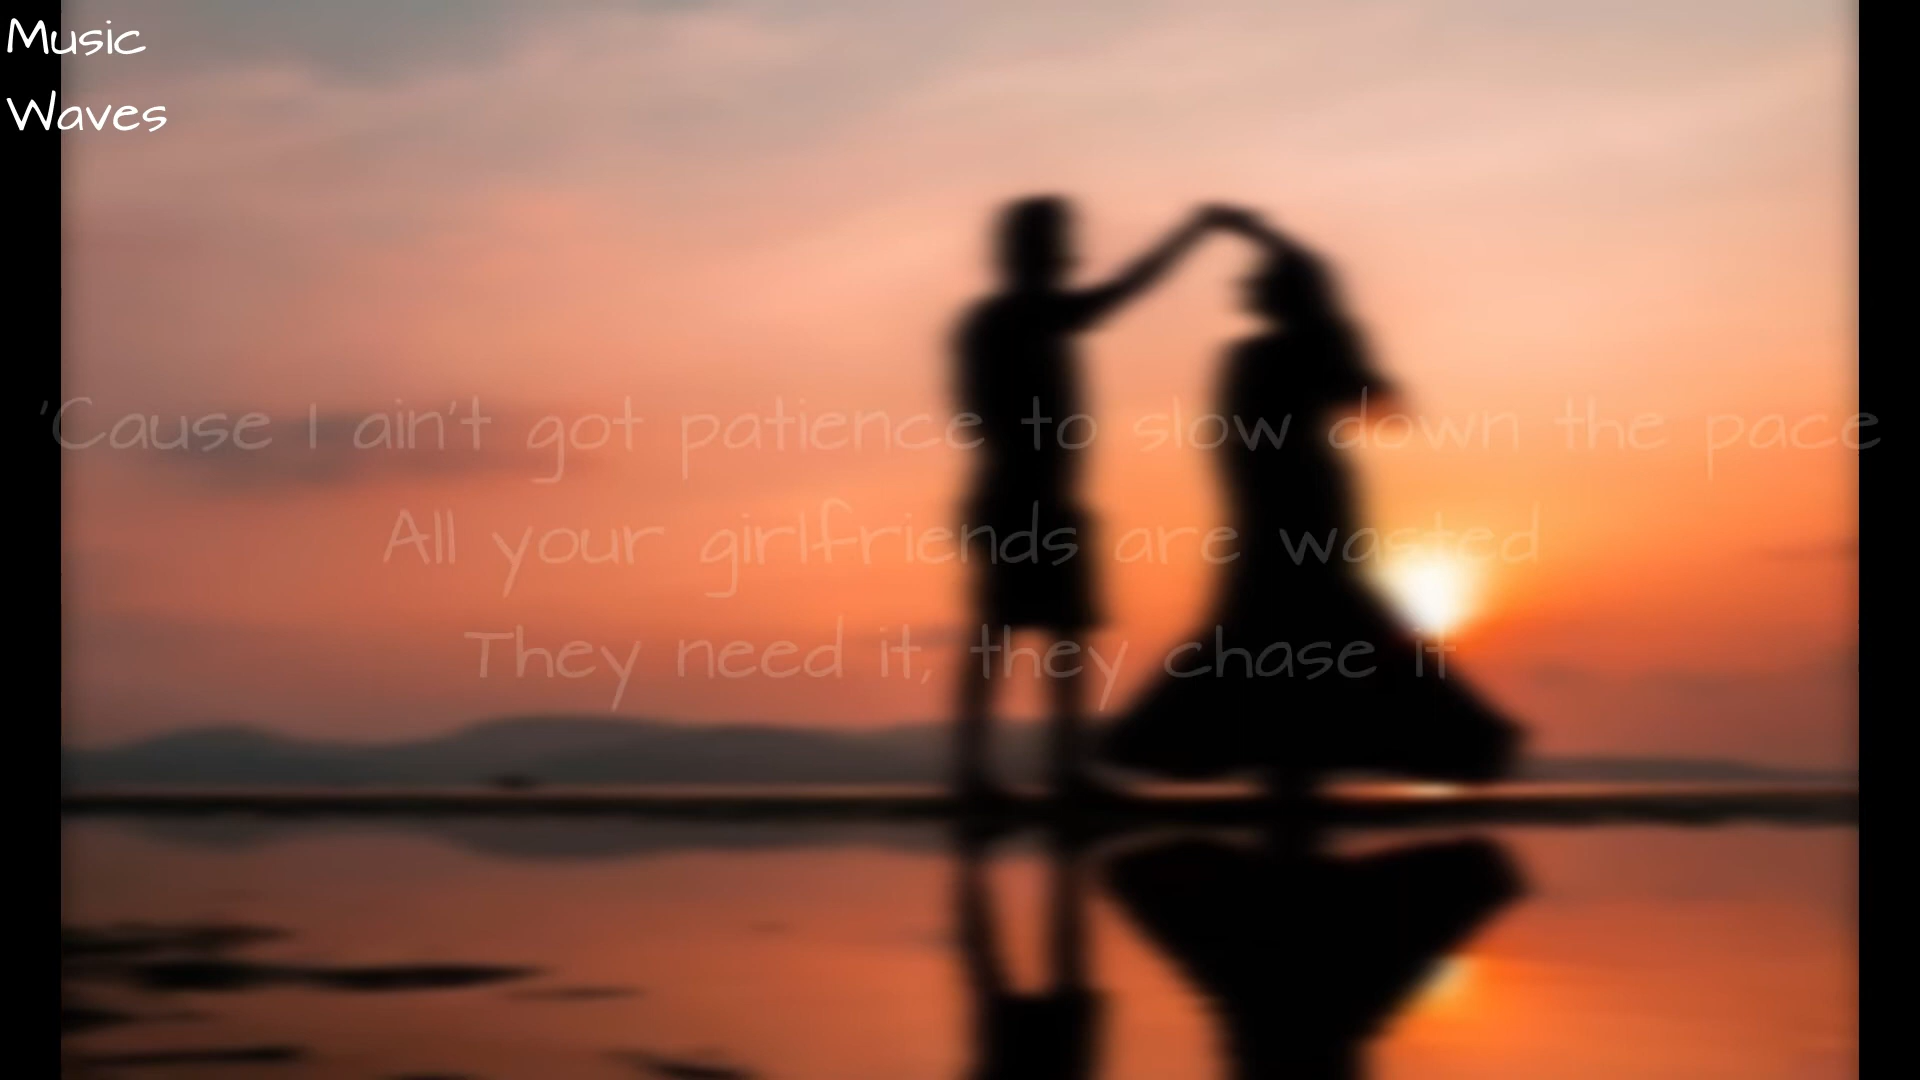 Music
Waves
'Cause I ain't got patience to slow down the pace
All your girlfriends are wasted
They need it, they chase it